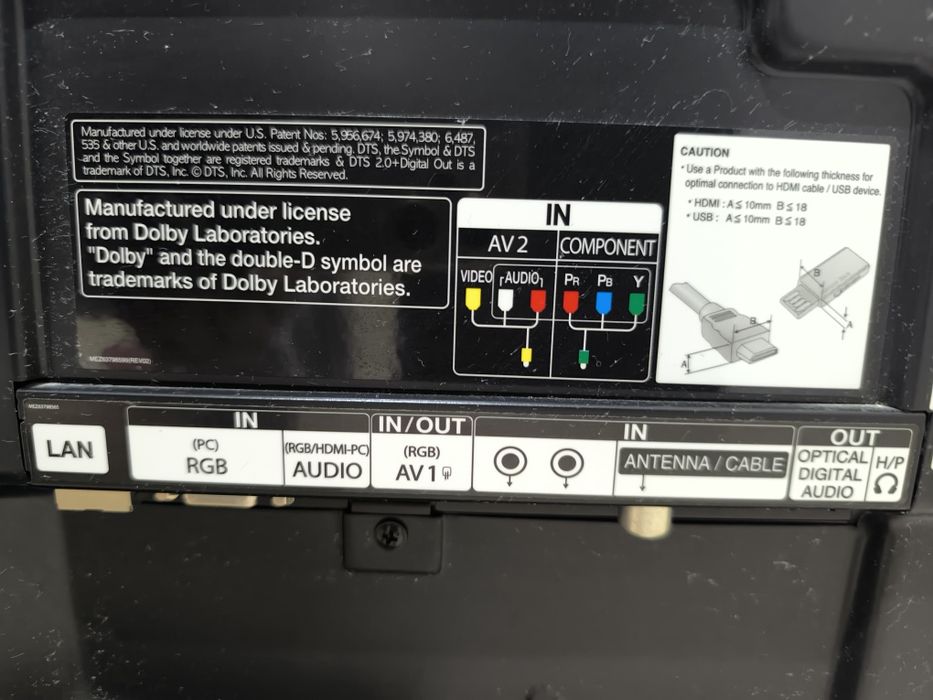 Manufactured under license under U.S. Patent Nos: 5,956,674; 5,974,380; 6,487,
535 & other U.S. and worldwide patents issued & pending. DTS, the Symbol & DTS
and the Symbol together are registered trademarks & DTS 2.0+Digital Out is a
trademark of DTS, Inc. © DTS, Inc. All Rights Reserved.
Manufactured under license
from Dolby Laboratories.
"Dolby" and the double-D symbol are
trademarks of Dolby Laboratories.
MEZ63798599(REV02)
IN
AV 2 COMPONENT
VIDEO AUDIO PR PB Y
CAUTION
* Use a Product with the following thickness for
optimal connection to HDMI cable / USB device.
* HDMI : A ≤ 10mm B ≤ 18
* USB : A ≤ 10mm B ≤ 18
B
A
B
A
LAN
IN
(PC)
RGB
(RGB/HDMI-PC)
AUDIO
IN/OUT
(RGB)
AV 1
IN
ANTENNA / CABLE
OUT
OPTICAL
DIGITAL
AUDIO
H/P